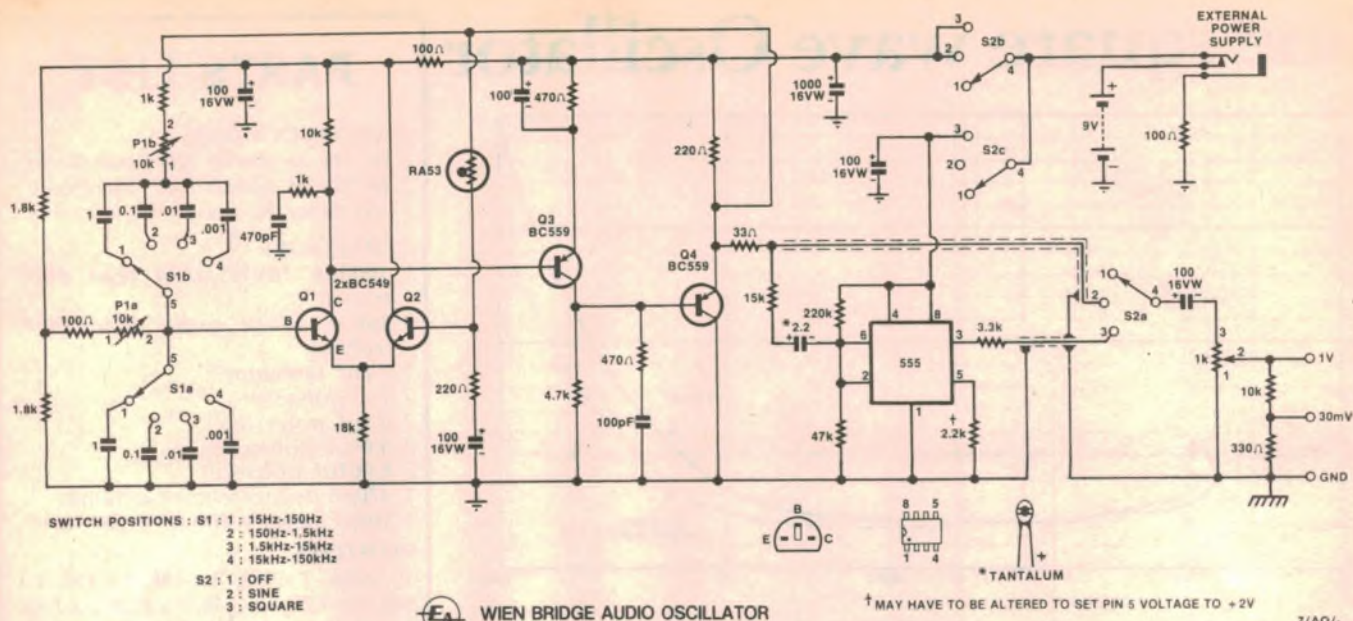 EXTERNAL
POWER
SUPPLY
3
2
S2b
4
1
100Ω
1k
2
P1b
10k
1
100
16VW
+
-
10k
RA53
100
+
-
470Ω
220Ω
1000
16VW
+
-
100
16VW
+
-
3
2
S2c
4
1
9V
+
-
100Ω
1.8k
1
0.1
.01
.001
1
2
3
4
S1b
5
1k
470pF
2xBC549
Q3
BC559
Q4
BC559
33Ω
15k
* 2.2
+
-
220k
4
8
6
3
555
2
5
1
3.3k
1
2
4
S2a
3
100
16VW
+
-
3
1k
2
1
1V
10k
30mV
330Ω
GND
100Ω
P1a
10k
1
2
Q1
C
B
E
Q2
1.8k
5
S1a
1
2
3
4
1
0.1
.01
.001
18k
220Ω
100
16VW
+
-
4.7k
470Ω
100pF
47k
†
2.2k
SWITCH POSITIONS : S1 : 1 : 15Hz-150Hz
2 : 150Hz-1.5kHz
3 : 1.5kHz-15kHz
4 : 15kHz-150kHz
S2 : 1 : OFF
2 : SINE
3 : SQUARE
B
E
C
8
5
1
4
+
* TANTALUM
EA
WIEN BRIDGE AUDIO OSCILLATOR
† MAY HAVE TO BE ALTERED TO SET PIN 5 VOLTAGE TO +2V